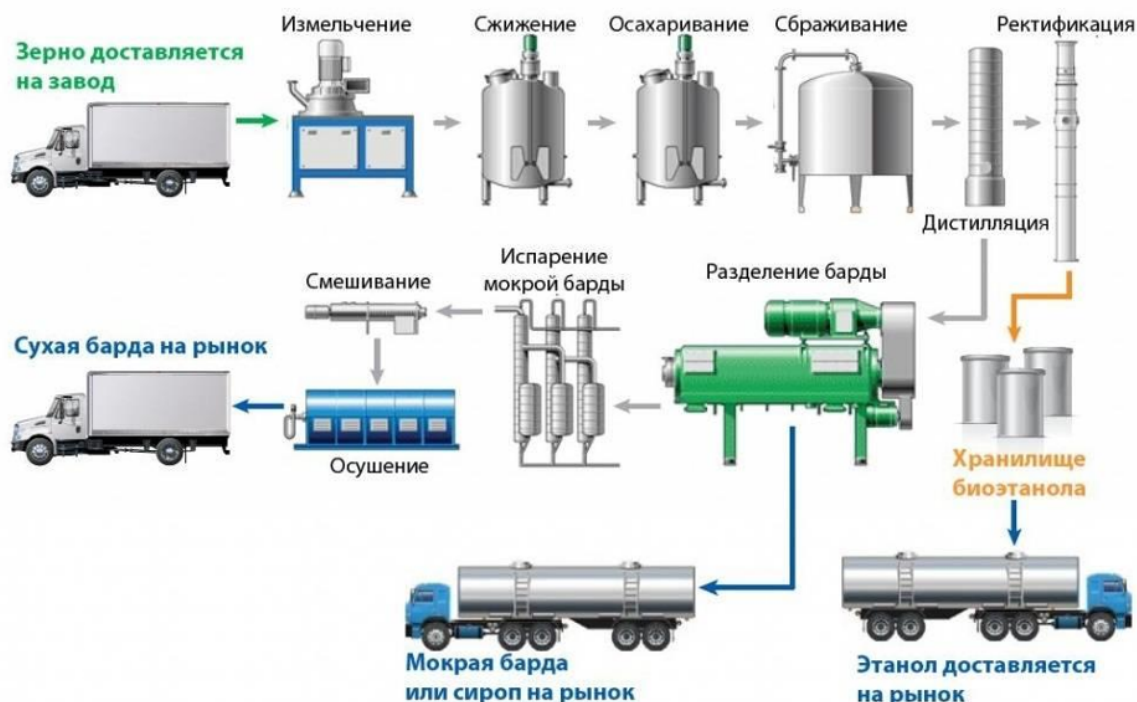 Измельчение
Сжижение
Осахаривание
Сбраживание
Ректификация
Зерно доставляется
на завод
Дистилляция
Испарение
мокрой барды
Разделение барды
Смешивание
Сухая барда на рынок
Осушение
Хранилище
биоэтанола
Мокрая барда
или сироп на рынок
Этанол доставляется
на рынок